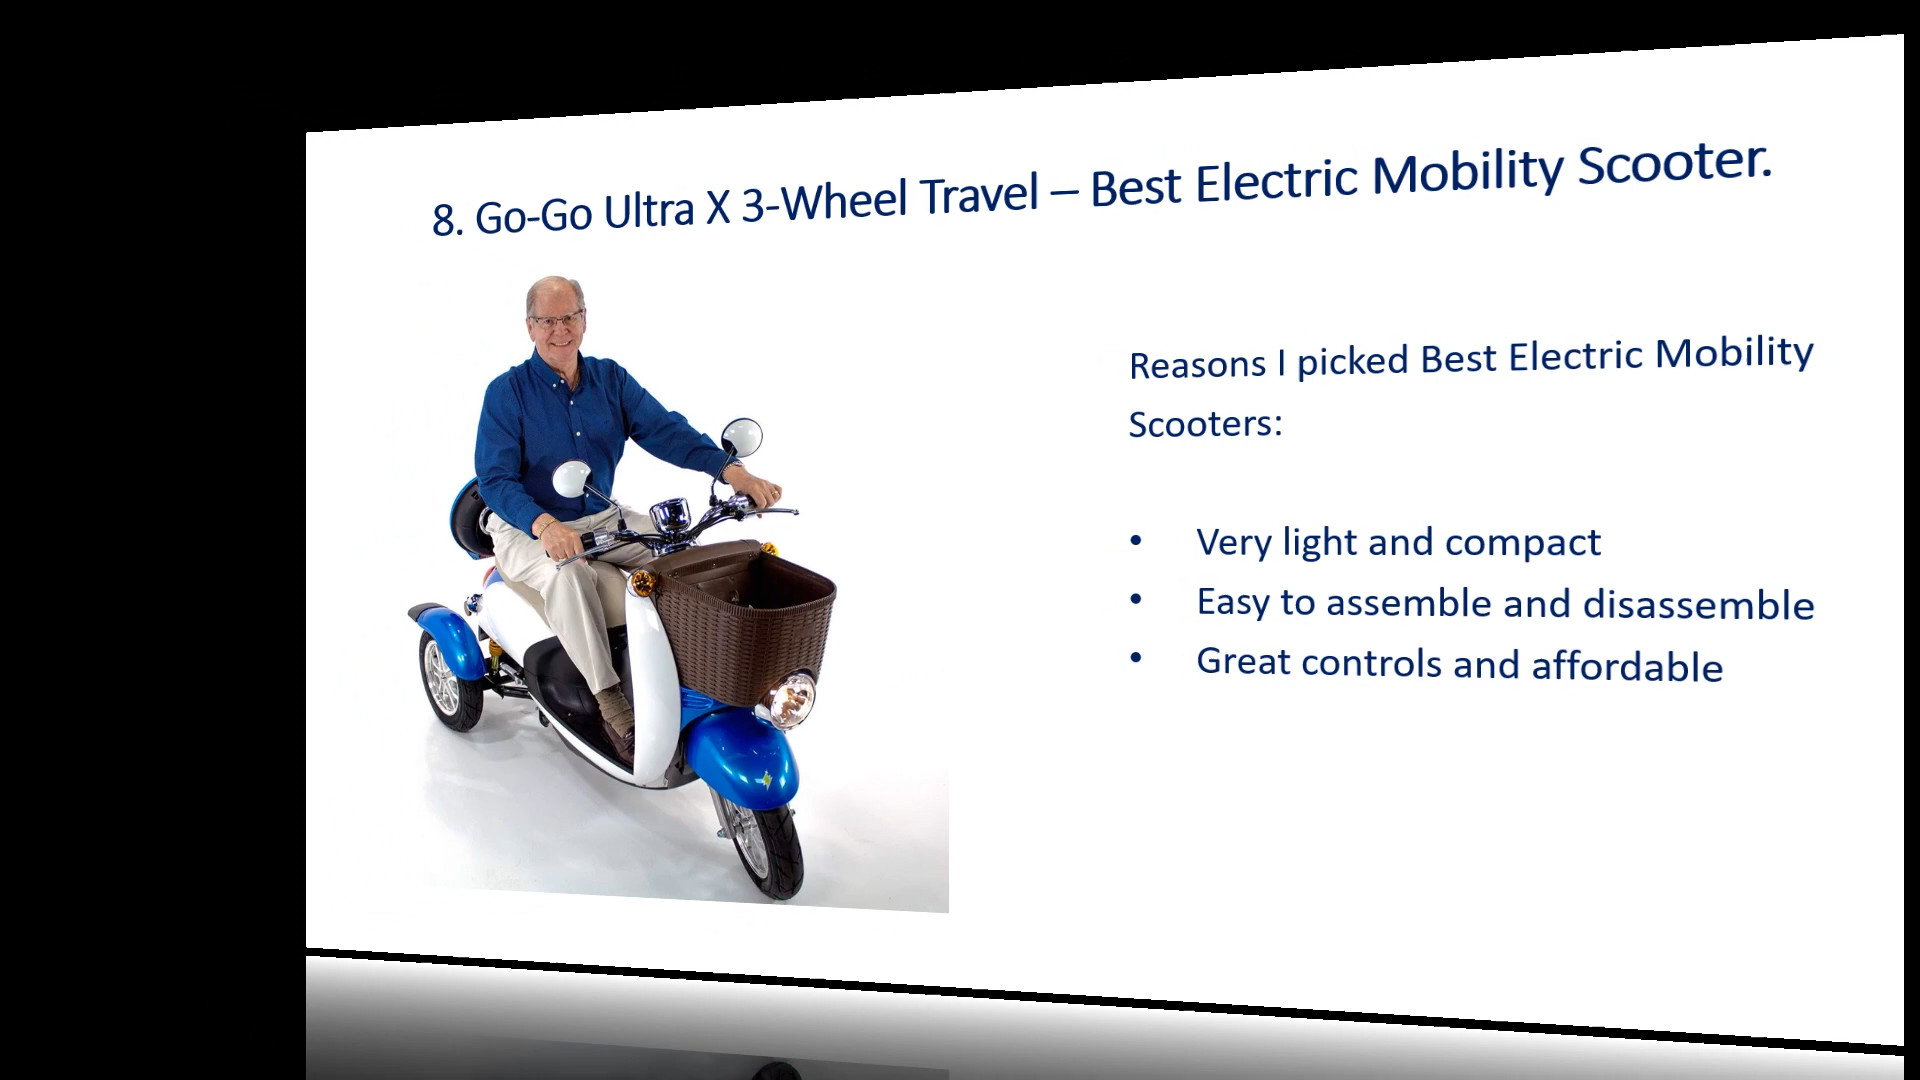 8. Go-Go Ultra X 3-Wheel Travel – Best Electric Mobility Scooter.
Reasons I picked Best Electric Mobility
Scooters:
• Very light and compact
• Easy to assemble and disassemble
• Great controls and affordable